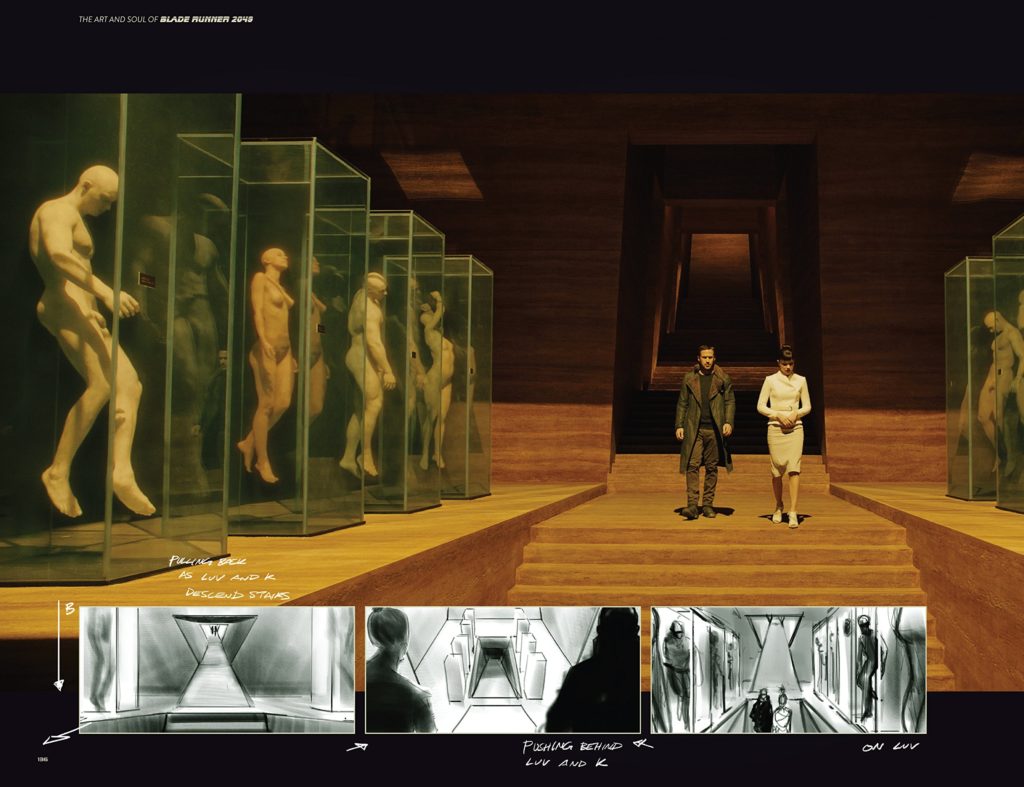 THE ART AND SOUL OF BLADE RUNNER 2049
PULLING BACK
AS LUV AND K
DESCEND STAIRS
B
PUSHING BEHIND
LUV AND K
ON LUV
196